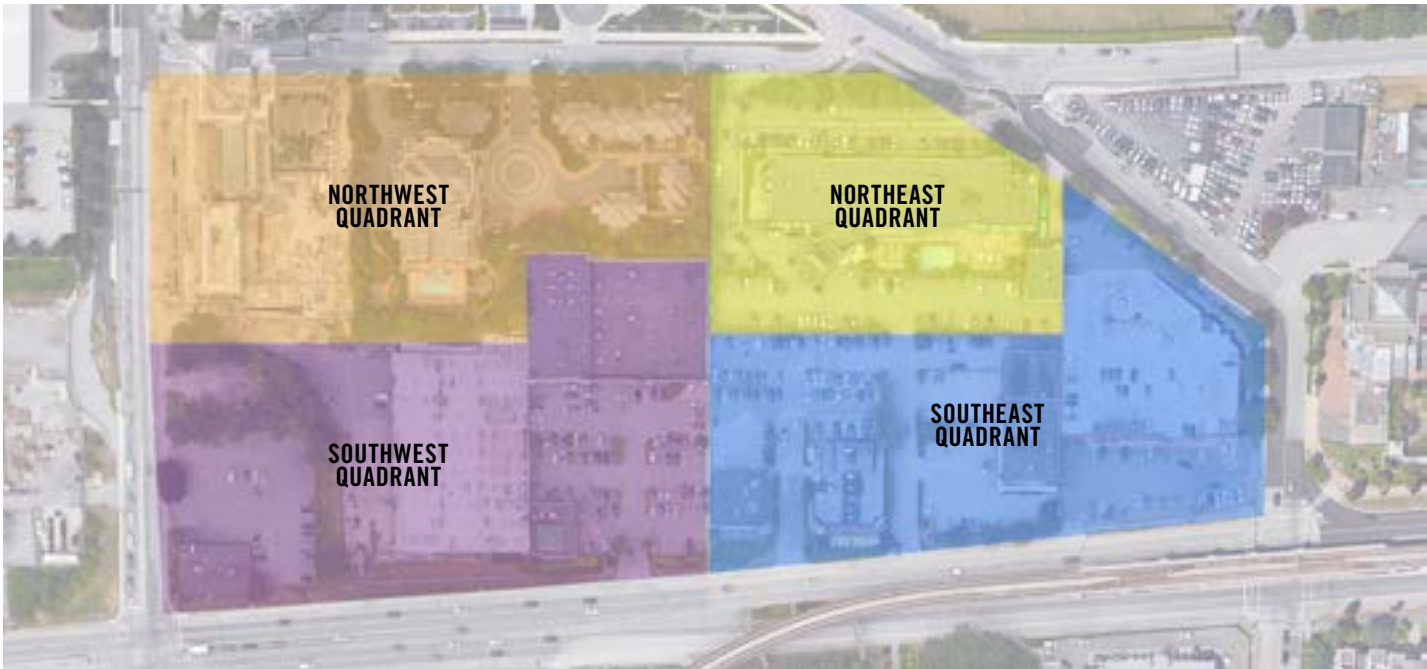 NORTHWEST
QUADRANT
NORTHEAST
QUADRANT
SOUTHWEST
QUADRANT
SOUTHEAST
QUADRANT